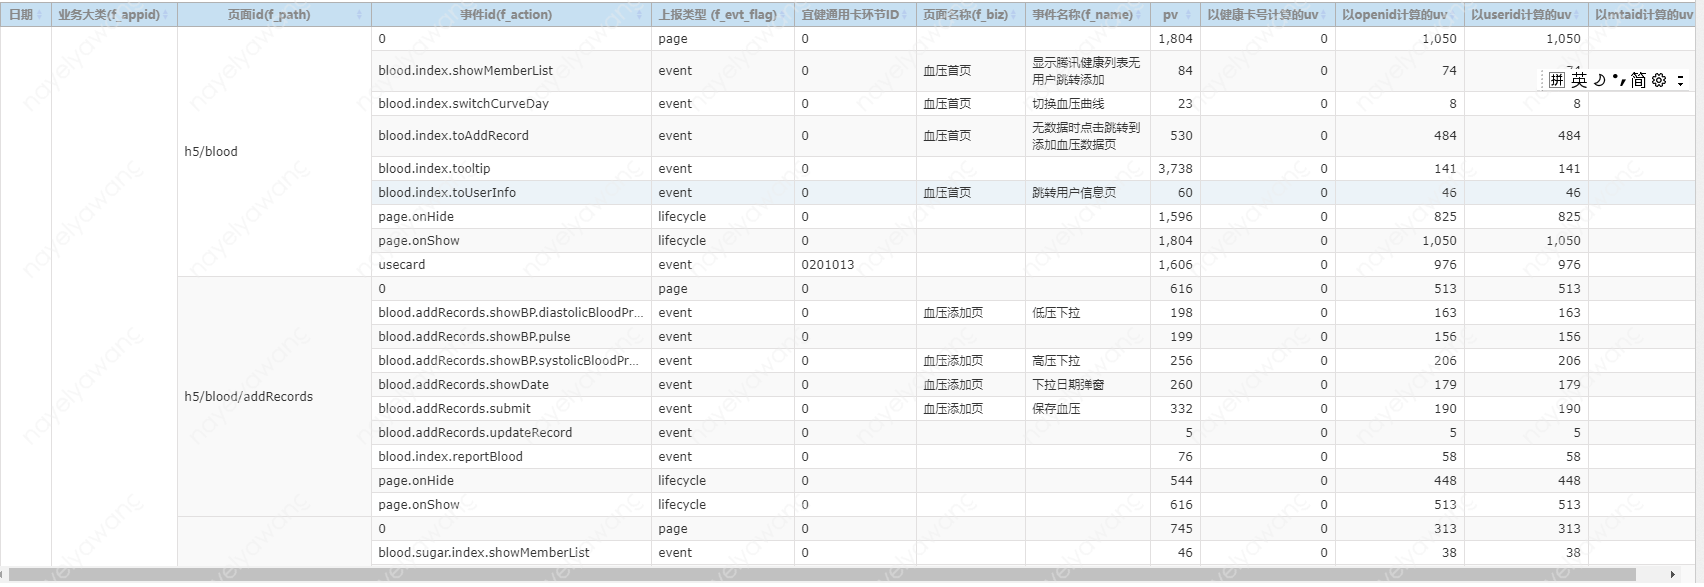 日期 业务大类(f_appid) 页面id(f_path) 事件id(f_action) 上报类型 (f_evt_flag) 宜健通用卡环节ID 页面名称(f_biz) 事件名称(f_name) pv 以健康卡号计算的uv 以openid计算的uv 以userid计算的uv 以mtaid计算的uv
0 page 0 1,804 0 1,050 1,050
blood.index.showMemberList event 0 血压首页 显示腾讯健康列表无 84 0 74
用户跳转添加
拼 英 简
blood.index.switchCurveDay event 0 血压首页 切换血压曲线 23 0 8 8
blood.index.toAddRecord event 0 血压首页 无数据时点击跳转到 530 0 484 484
添加血压数据页
h5/blood
blood.index.tooltip event 0 3,738 0 141 141
blood.index.toUserInfo event 0 血压首页 跳转用户信息页 60 0 46 46
page.onHide lifecycle 0 1,596 0 825 825
page.onShow lifecycle 0 1,804 0 1,050 1,050
usecard event 0201013 1,606 0 976 976
0 page 0 616 0 513 513
blood.addRecords.showBP.diastolicBloodPr... event 0 血压添加页 低压下拉 198 0 163 163
blood.addRecords.showBP.pulse event 0 199 0 156 156
blood.addRecords.showBP.systolicBloodPr... event 0 血压添加页 高压下拉 256 0 206 206
blood.addRecords.showDate event 0 血压添加页 下拉日期弹窗 260 0 179 179
h5/blood/addRecords
blood.addRecords.submit event 0 血压添加页 保存血压 332 0 190 190
blood.addRecords.updateRecord event 0 5 0 5 5
blood.index.reportBlood event 0 76 0 58 58
page.onHide lifecycle 0 544 0 448 448
page.onShow lifecycle 0 616 0 513 513
0 page 0 745 0 313 313
blood.sugar.index.showMemberList event 0 46 0 38 38
nayelyawang